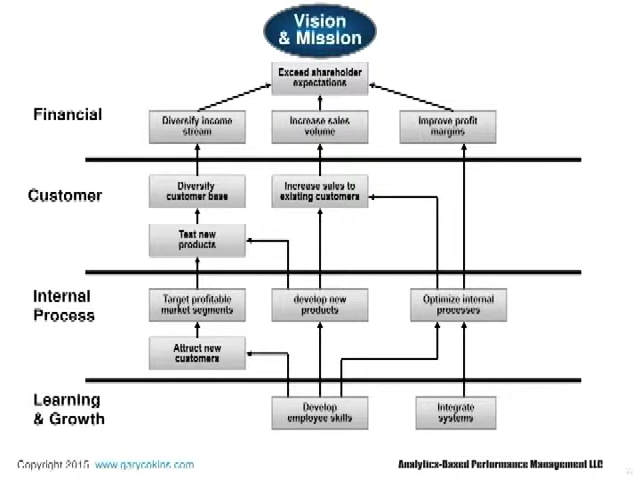 Vision
& Mission
Exceed shareholder
expectations
Financial
Diversify income
stream
Increase sales
volume
Improve profit
margins
Customer
Diversify
customer base
Increase sales to
existing customers
Test new
products
Internal
Process
Target profitable
market segments
develop new
products
Optimize internal
processes
Attract new
customers
Learning
& Growth
Develop
employee skills
Integrate
systems
Copyright 2015 www.garycokins.com
Analytics-Based Performance Management LLC